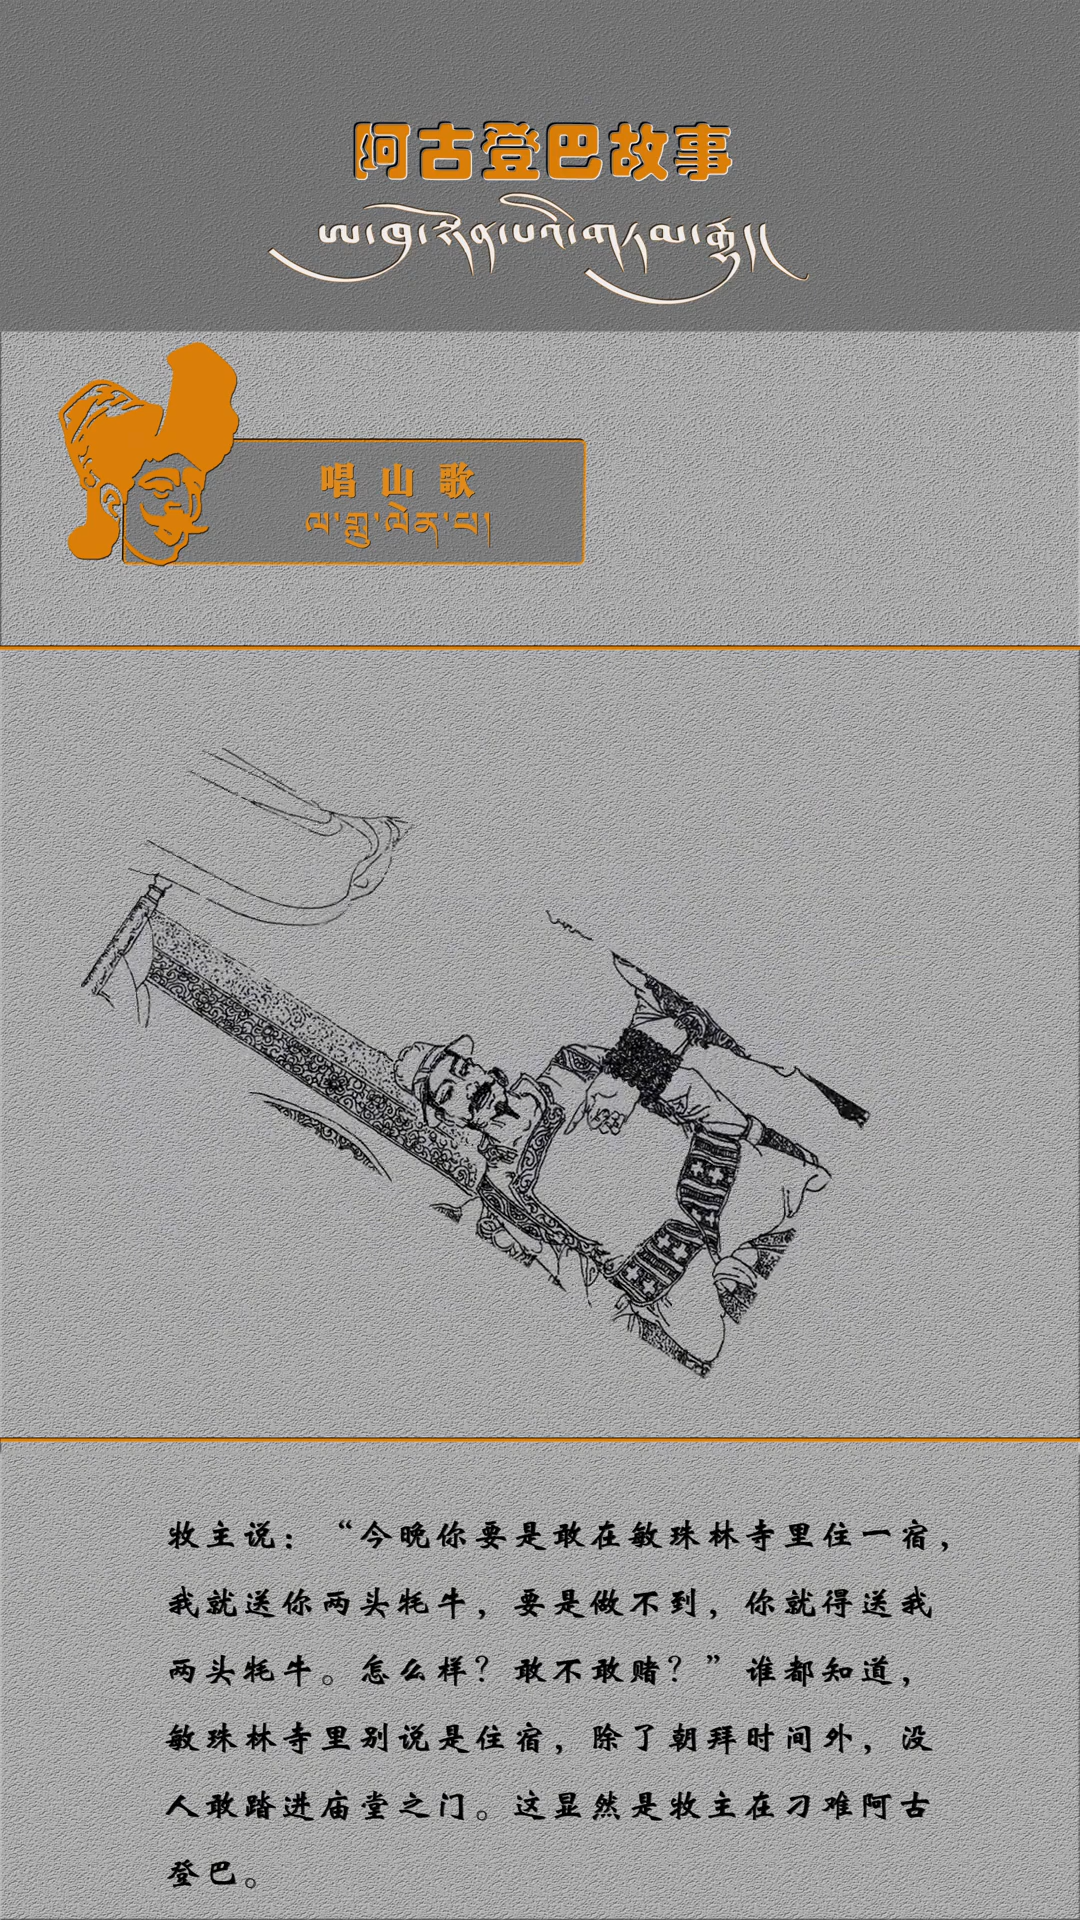 阿古登巴故事
ཨ་ཁུ་སྟོན་པའི་གཏམ་རྒྱུད།
唱山歌
ལ་གླུ་ལེན་པ།
牧主说：“今晚你要是敢在敏珠林寺里住一宿，
我就送你两头牦牛，要是做不到，你就得送我
两头牦牛。怎么样？敢不敢赌？”谁都知道，
敏珠林寺里别说是住宿，除了朝拜时间外，没
人敢踏进庙堂之门。这显然是牧主在刁难阿古
登巴。